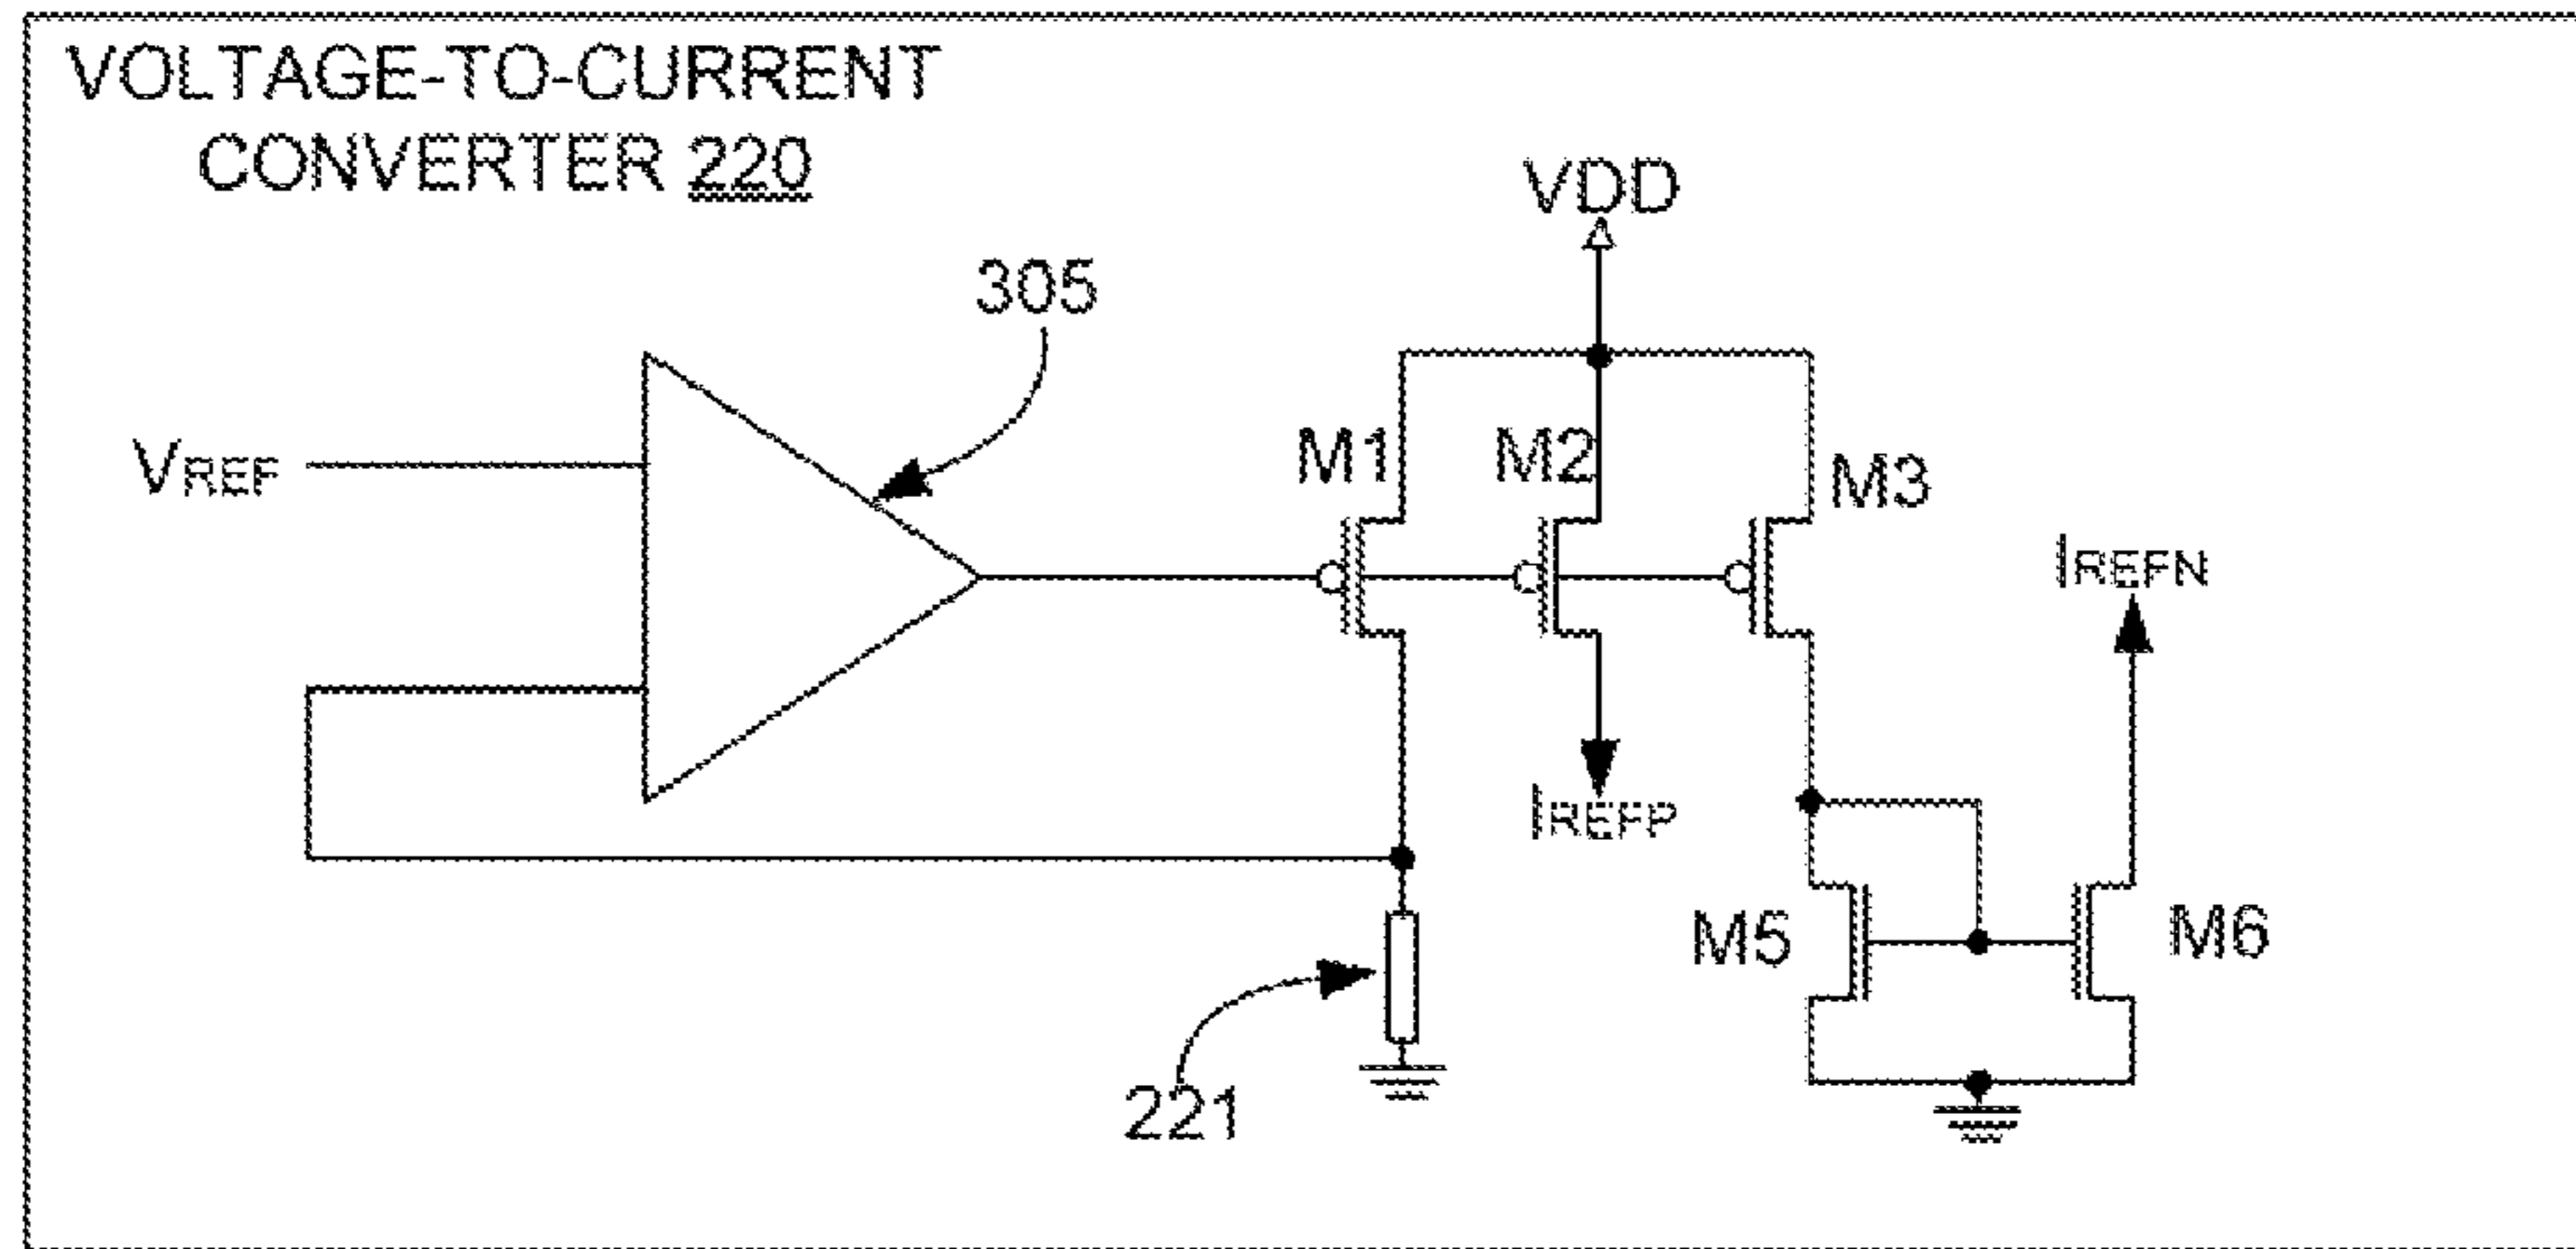 VOLTAGE-TO-CURRENT
CONVERTER 220
VDD
305
VREF
M1
M2
M3
IREFN
IREFP
M5
M6
221